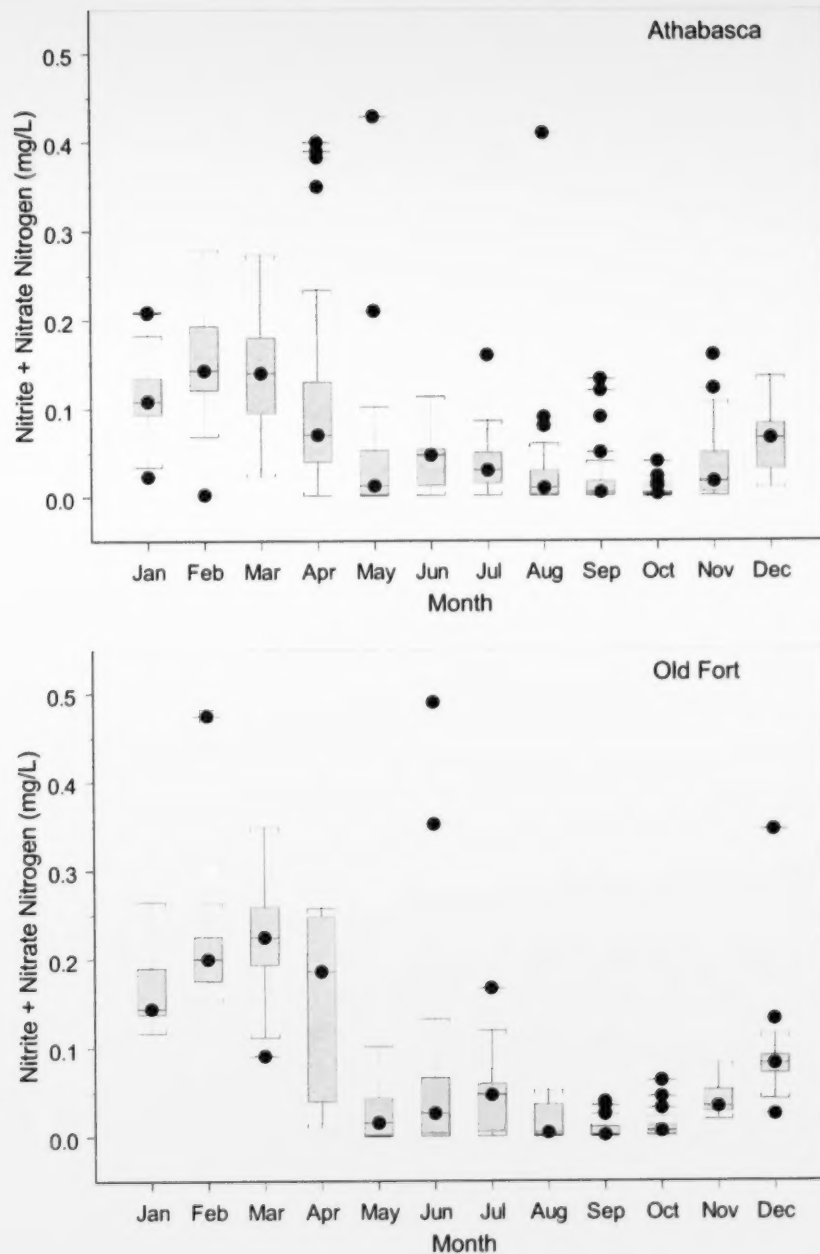 Athabasca
Nitrite + Nitrate Nitrogen (mg/L)
0.5
0.4
0.3
0.2
0.1
0.0
Jan Feb Mar Apr May Jun Jul Aug Sep Oct Nov Dec
Month
Old Fort
Nitrite + Nitrate Nitrogen (mg/L)
0.5
0.4
0.3
0.2
0.1
0.0
Jan Feb Mar Apr May Jun Jul Aug Sep Oct Nov Dec
Month